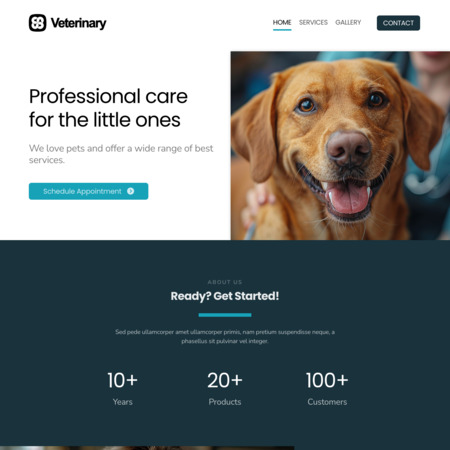 Veterinary
HOME SERVICES GALLERY CONTACT
Professional care
for the little ones
We love pets and offer a wide range of best
services.
Schedule Appointment
ABOUT US
Ready? Get Started!
Sed pede ullamcorper amet ullamcorper primis, nam pretium suspendisse neque, a
phasellus sit pulvinar vel integer.
10+ 20+ 100+
Years Products Customers